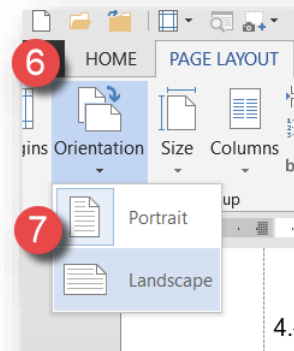 6 HOME PAGE LAYOUT
gins Orientation Size Columns
b
up
7 Portrait
Landscape
4.